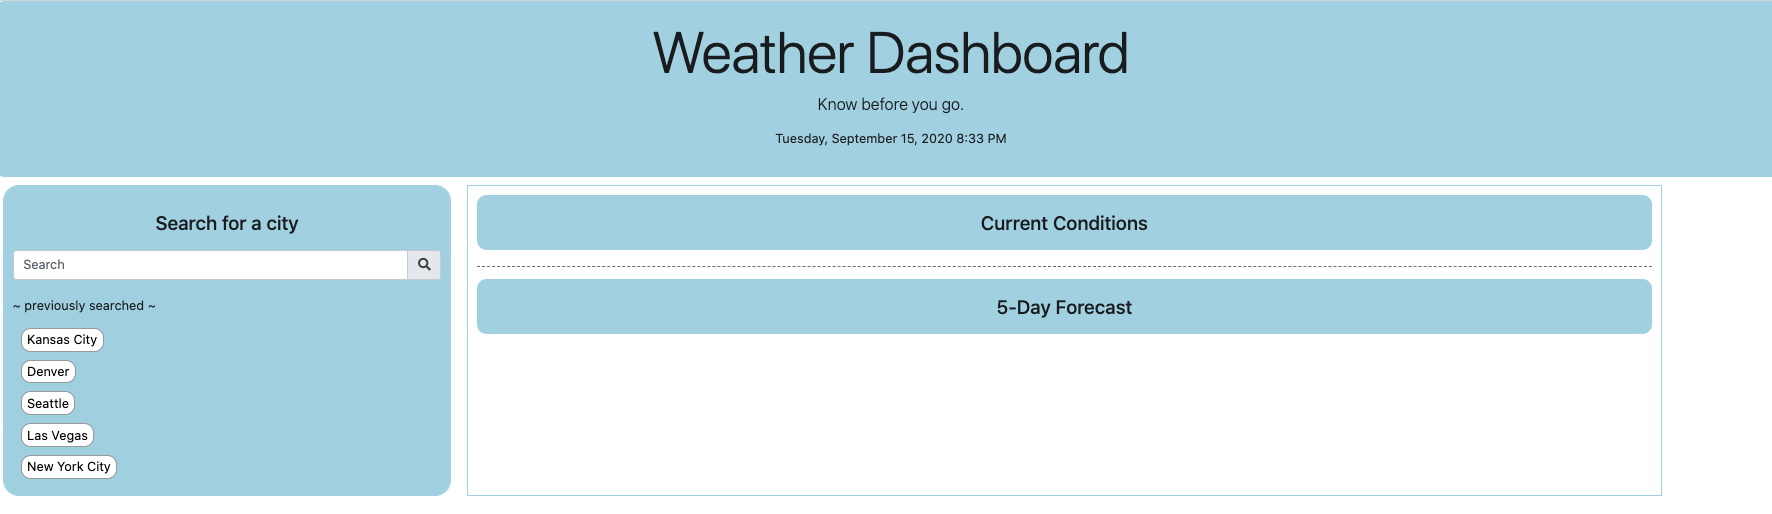 Weather Dashboard
Know before you go.
Tuesday, September 15, 2020 8:33 PM
Search for a city
Search
~ previously searched ~
Kansas City
Denver
Seattle
Las Vegas
New York City
Current Conditions
5-Day Forecast